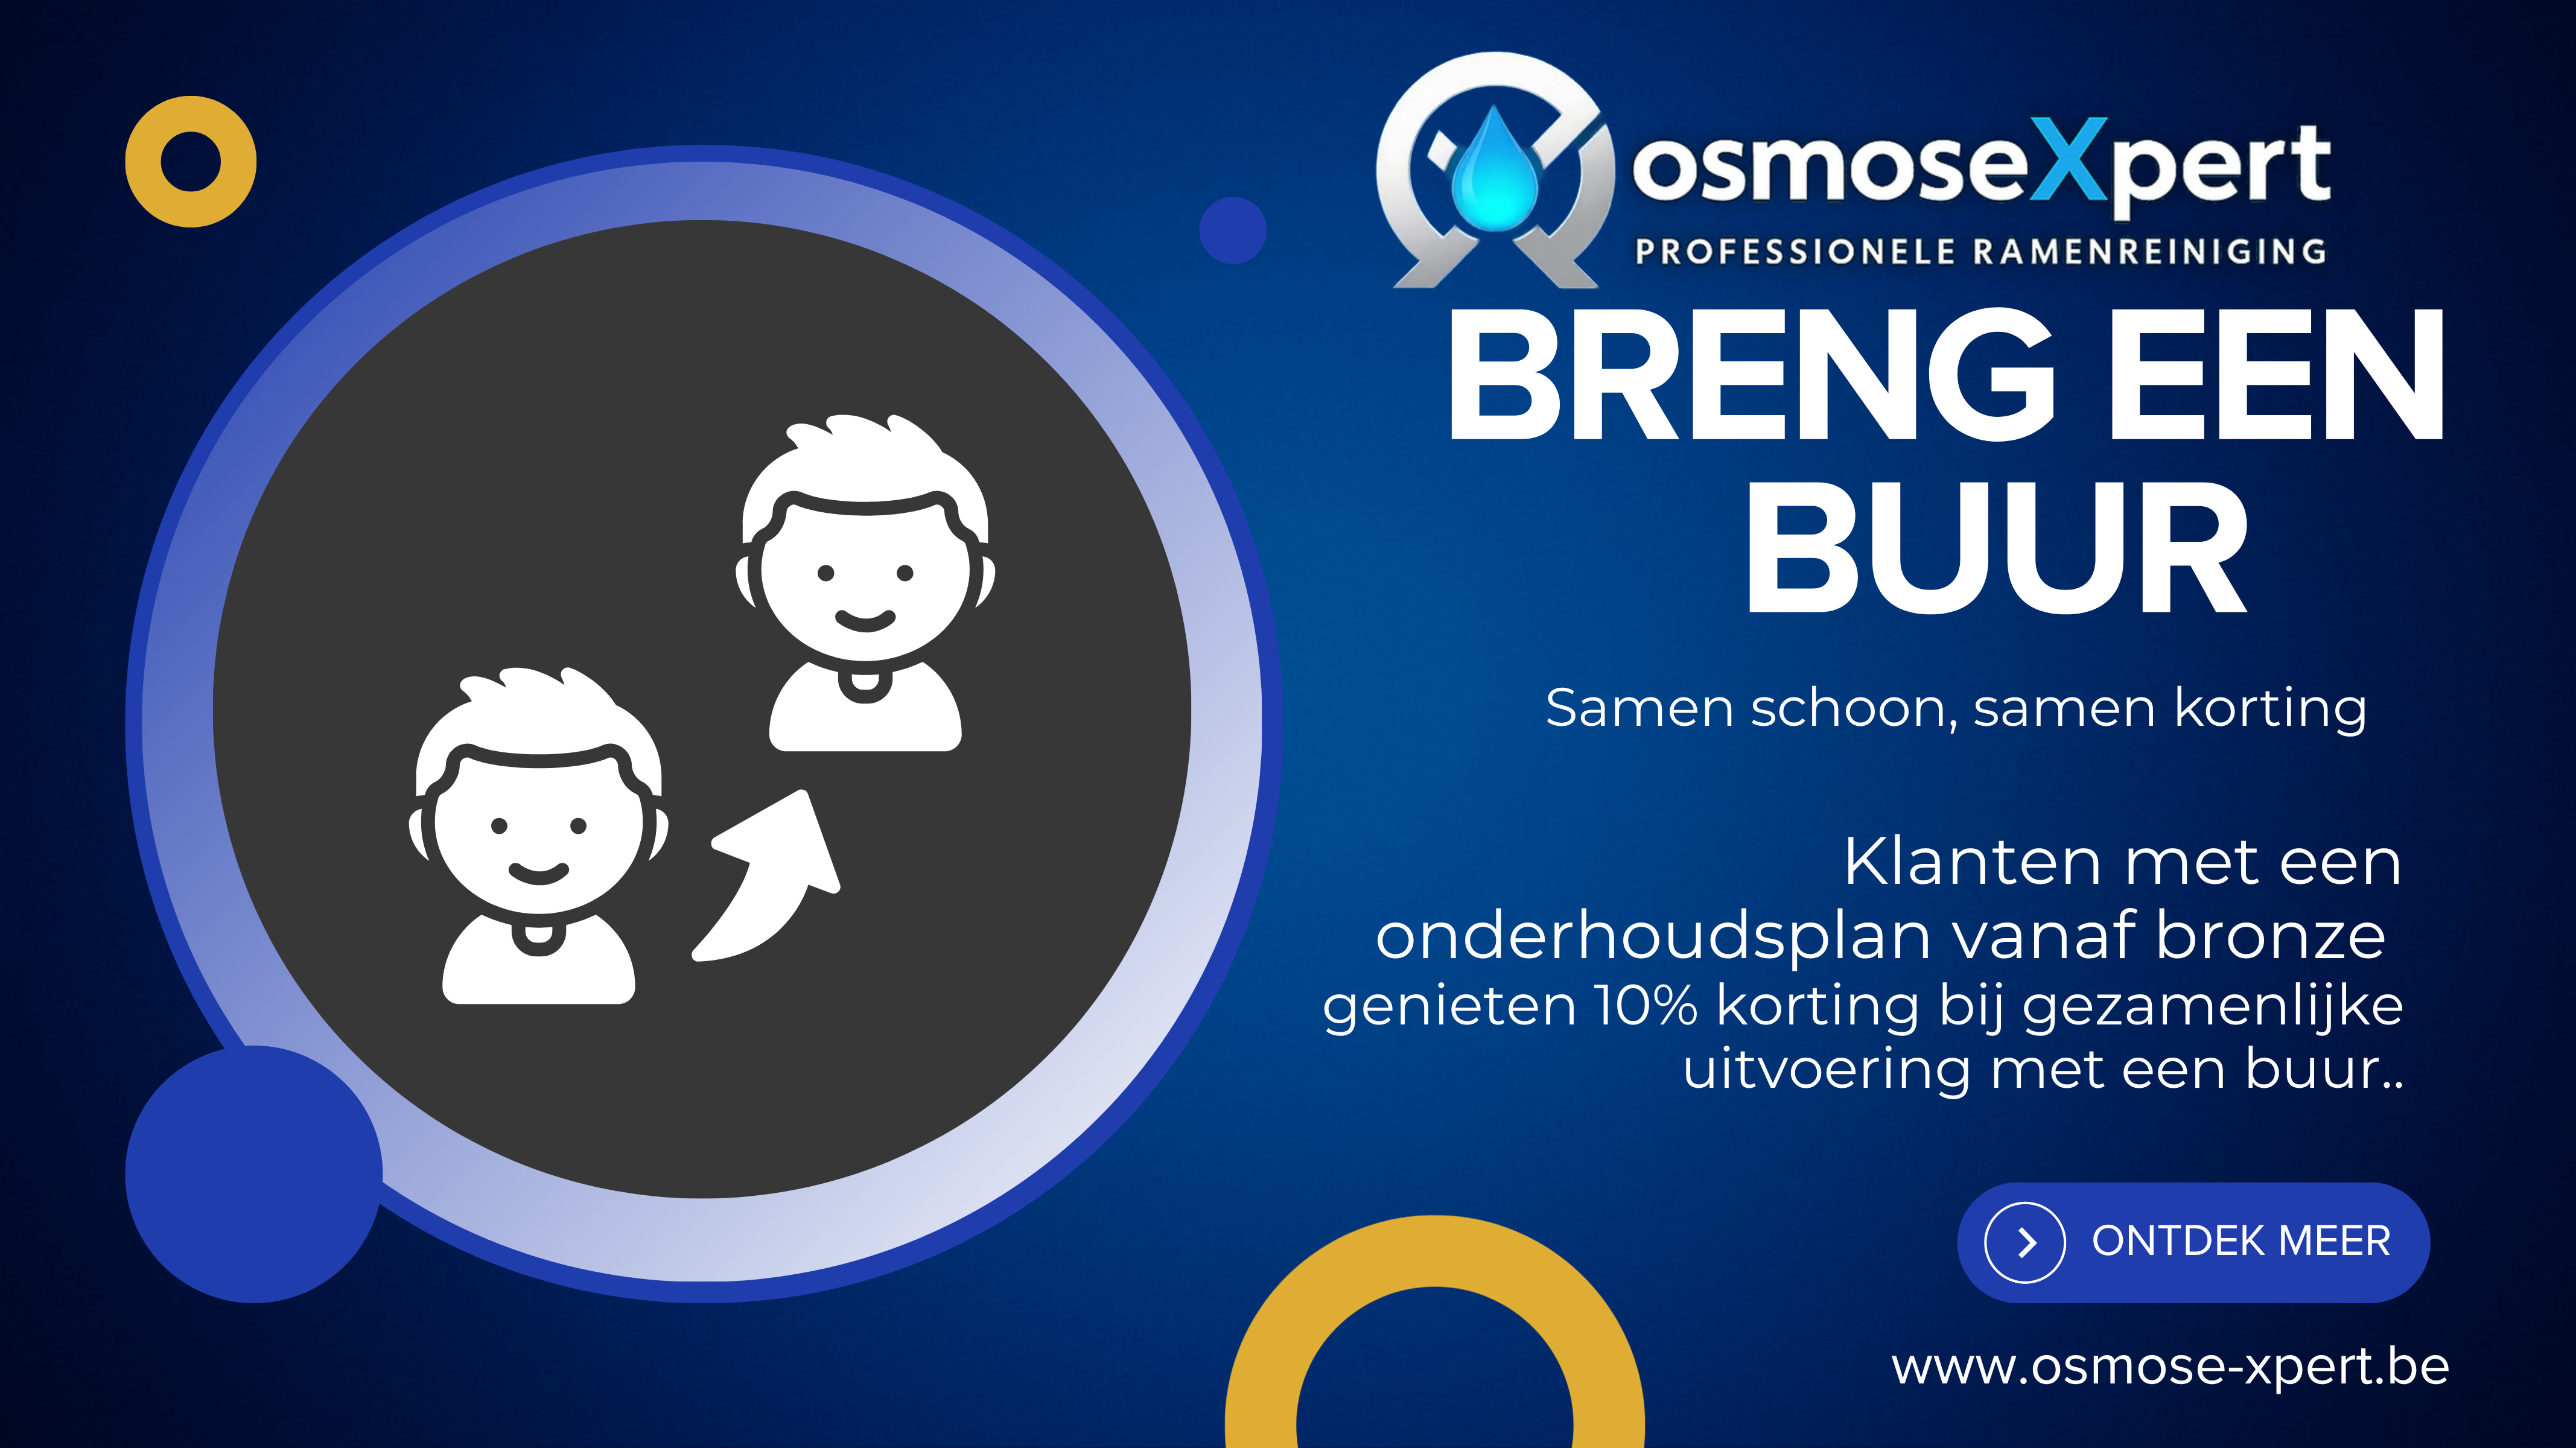 osmoseXpert
PROFESSIONELE RAMENREINIGING
BRENG EEN
BUUR
Samen schoon, samen korting
Klanten met een
onderhoudsplan vanaf bronze
genieten 10% korting bij gezamenlijke
uitvoering met een buur..
ONTDEK MEER
www.osmose-xpert.be